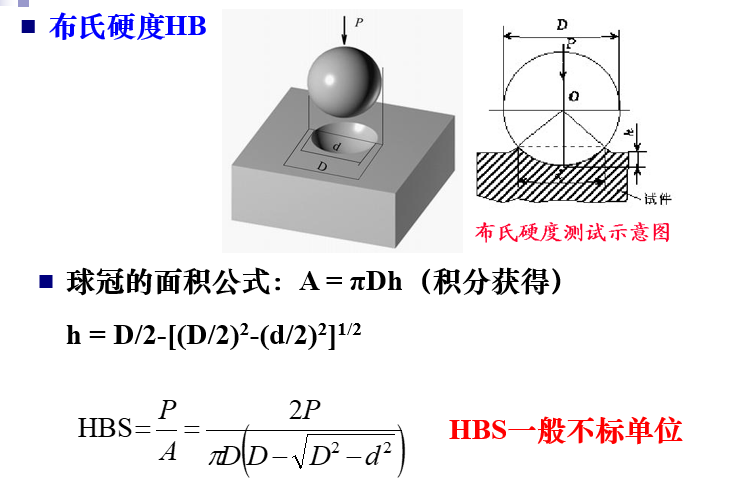 布氏硬度HB
P
d
D
D
P
O
h
d
试件
布氏硬度测试示意图
球冠的面积公式：A = πDh（积分获得）
h = D/2-[(D/2)²-(d/2)²]^1/2
HBS = P/A = 2P/(πD(D − √(D² − d²)))
HBS一般不标单位